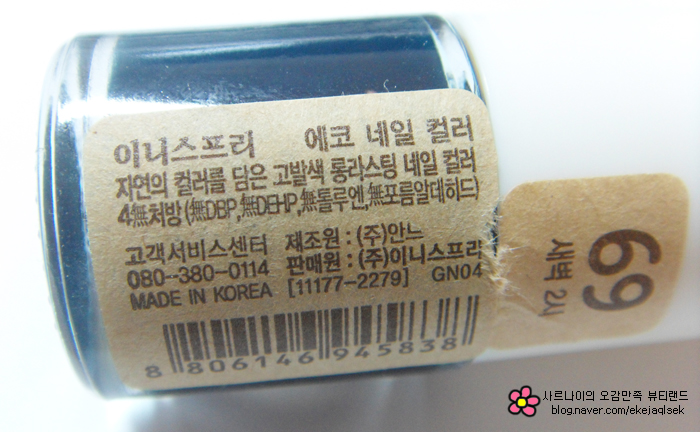 이니스프리 에코 네일 컬러
자연의 컬러를 담은 고발색 롱라스팅 네일 컬러
4無처방(無DBP,無DEHP,無톨루엔,無포름알데히드)
고객서비스센터 제조원 : (주)안느
080-380-0114 판매원 : (주)이니스프리
MADE IN KOREA [11177-2279] GN04
8 806146 945838
69
새벽 2시
사르나이의 오감만족 뷰티랜드
blog.naver.com/ekejaqlsek